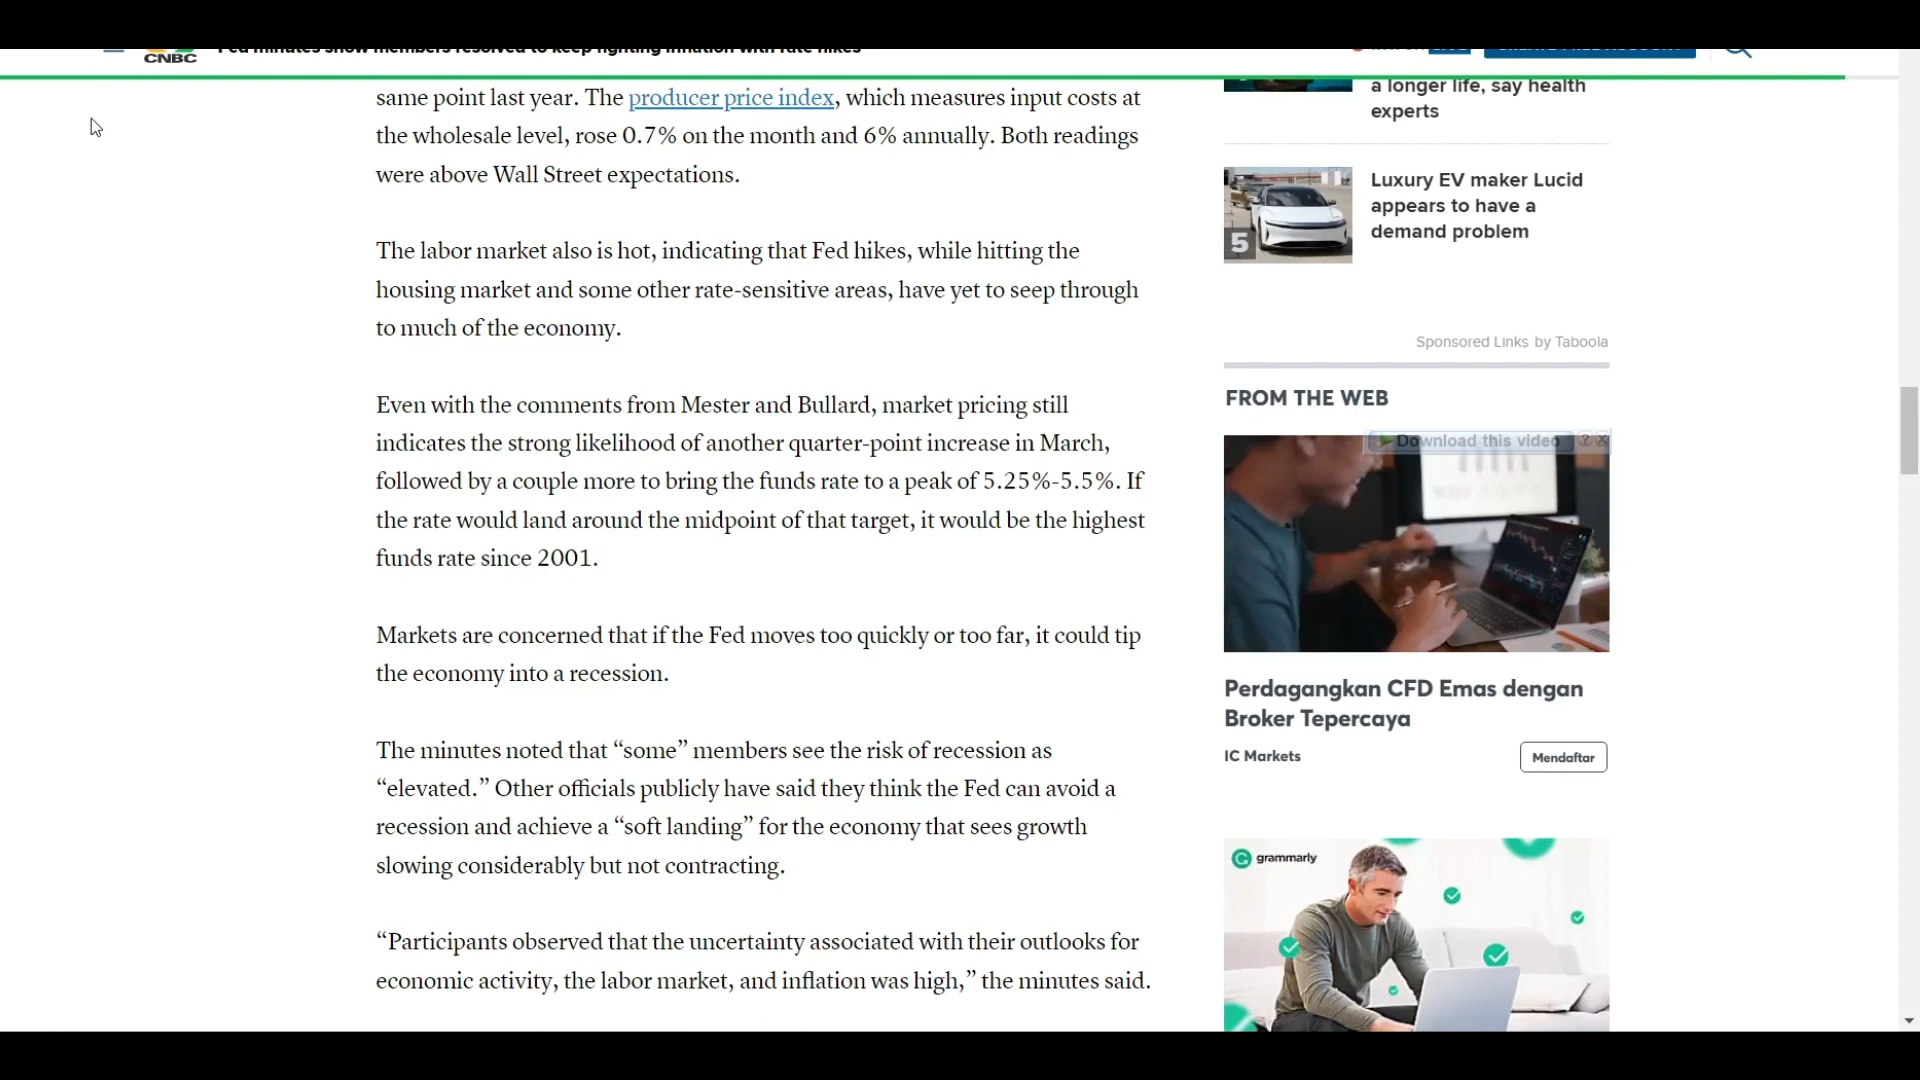 CNBC
Fed minutes show members resolved to keep fighting inflation with rate hikes
same point last year. The producer price index, which measures input costs at
the wholesale level, rose 0.7% on the month and 6% annually. Both readings
were above Wall Street expectations.
The labor market also is hot, indicating that Fed hikes, while hitting the
housing market and some other rate-sensitive areas, have yet to seep through
to much of the economy.
Even with the comments from Mester and Bullard, market pricing still
indicates the strong likelihood of another quarter-point increase in March,
followed by a couple more to bring the funds rate to a peak of 5.25%-5.5%. If
the rate would land around the midpoint of that target, it would be the highest
funds rate since 2001.
Markets are concerned that if the Fed moves too quickly or too far, it could tip
the economy into a recession.
The minutes noted that “some” members see the risk of recession as
“elevated.” Other officials publicly have said they think the Fed can avoid a
recession and achieve a “soft landing” for the economy that sees growth
slowing considerably but not contracting.
“Participants observed that the uncertainty associated with their outlooks for
economic activity, the labor market, and inflation was high,” the minutes said.
a longer life, say health
experts
5
Luxury EV maker Lucid
appears to have a
demand problem
Sponsored Links by Taboola
FROM THE WEB
Download this video ? X
Perdagangkan CFD Emas dengan
Broker Tepercaya
IC Markets
Mendaftar
grammarly